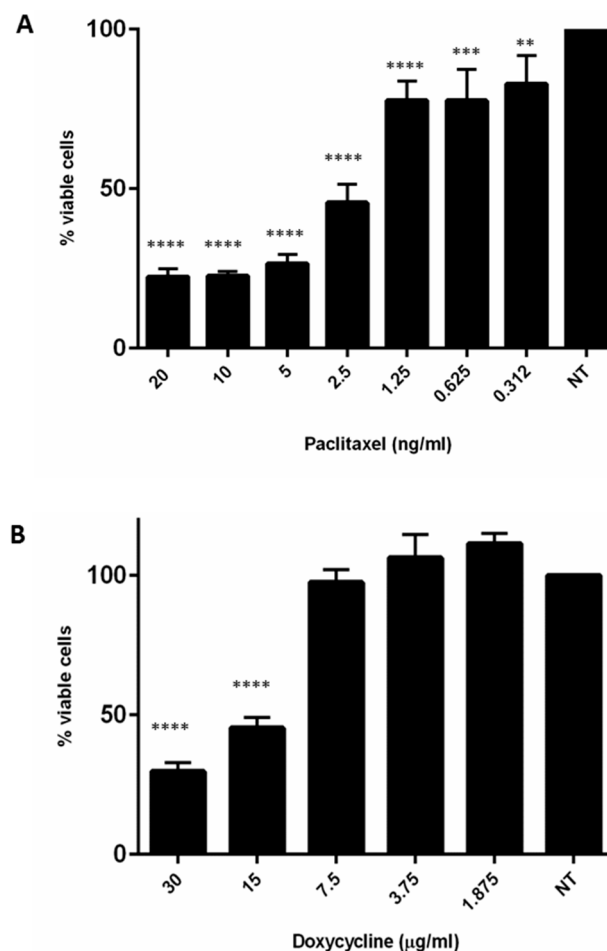 A
100
50
0
% viable cells
**** **** **** **** **** *** **
20 10 5 2.5 1.25 0.625 0.312 NT
Paclitaxel (ng/ml)
B
100
50
0
% viable cells
**** ****
30 15 7.5 3.75 1.875 NT
Doxycycline (μg/ml)